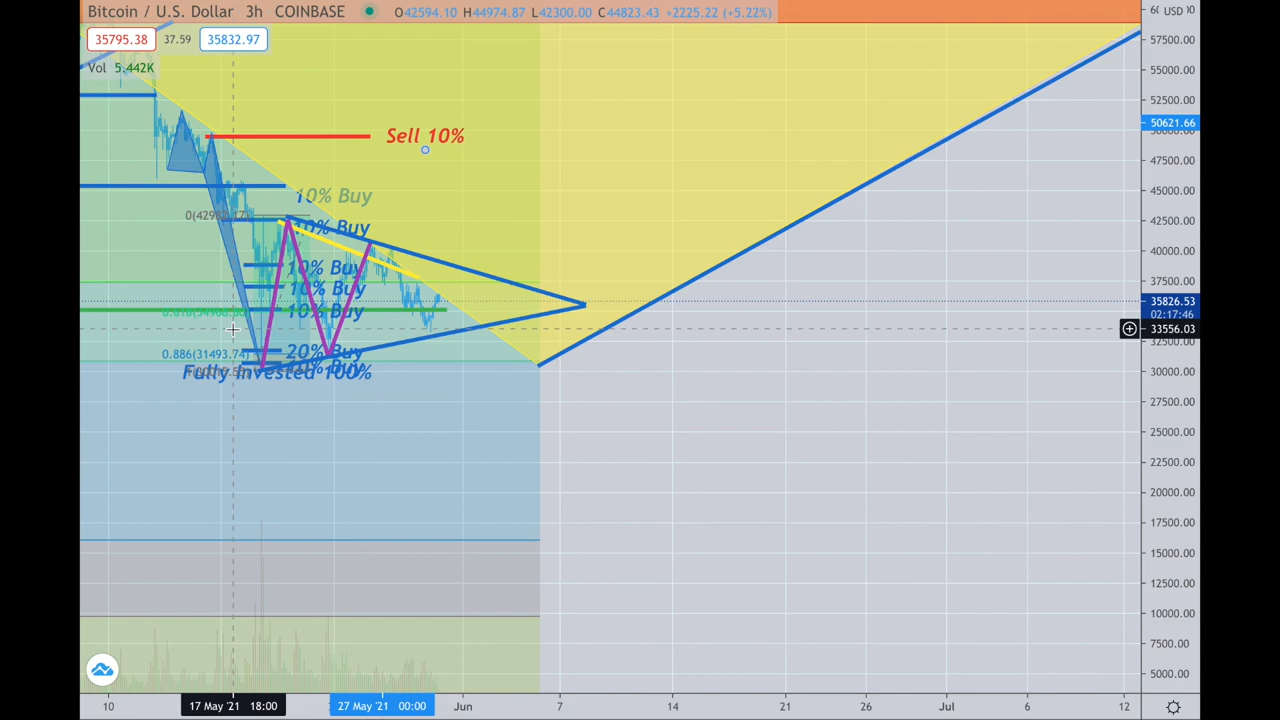 Bitcoin / U.S. Dollar 3h COINBASE O42594.10 H44974.87 L42300.00 C44823.43 +2225.22 (+5.22%)
USD
35795.38 37.59 35832.97
Vol 5.442K
57500.00
55000.00
52500.00
50621.66
Sell 10%
47500.00
10% Buy
45000.00
10% Buy
42500.00
40000.00
10% Buy
37500.00
10% Buy
35826.53
02:17:46
10% Buy
33556.03
32500.00
0.886(31493.74) 20% Buy
10% Buy
Fully Invested 100%
30000.00
27500.00
25000.00
22500.00
20000.00
17500.00
15000.00
12500.00
10000.00
7500.00
5000.00
10 17 May '21 18:00 27 May '21 00:00 Jun 7 14 21 26 Jul 6 12